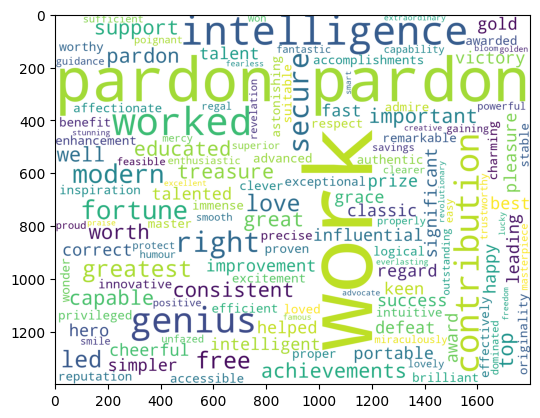 0
200
400
600
800
1000
1200
0 200 400 600 800 1000 1200 1400 1600
sufficient won extraordinary
support intelligence gold
worthy poignant fantastic capability awarded bloom golden
guidance pardon talent fearless accomplishments victory
pardon secure smart pardon
affectionate regal revelation astonishing suitable fast admire powerful
benefit worked respect important creative gaining
stunning mercy savings
enhancement educated superior remarkable charming pleasure stable
well feasible enthusiastic advanced authentic
modern treasure clearer
excellent exceptional prize
inspiration talented clever grace significant revolutionary easy trustworthy best
fortune immense love classic
proud praise master smooth great properly lucky masterpiece
worth right precise influential contribution
correct protect humour proven logical leading
wonder greatest improvement everlasting regard outstanding happy
innovative consistent excitement work keen
capable positive efficient advocate success freedom
privileged genius loved famous intuitive award originality
hero smile unfazed helped defeat miraculously effectively dominated top
cheerful intelligent proper portable
led simpler free achievements lovely
reputation accessible brilliant